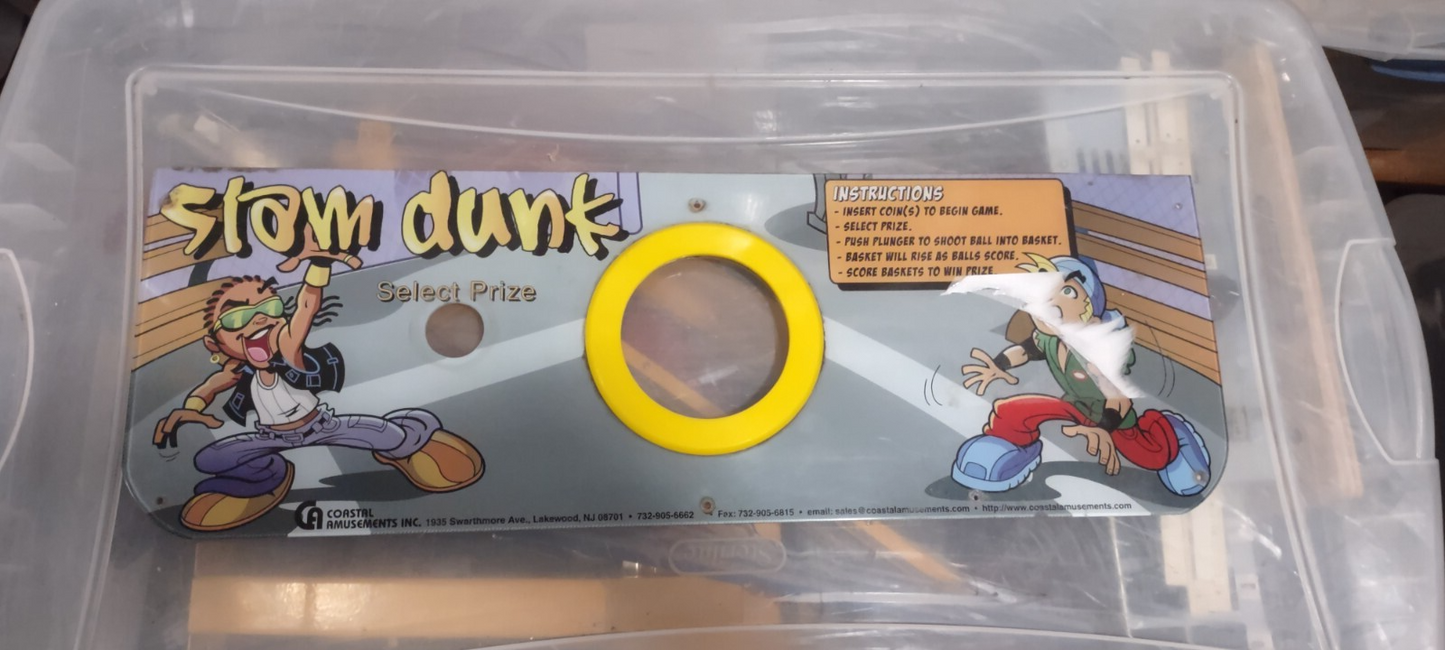 slam dunk
Select Prize
INSTRUCTIONS
- INSERT COIN(S) TO BEGIN GAME.
- SELECT PRIZE.
- PUSH PLUNGER TO SHOOT BALL INTO BASKET.
- BASKET WILL RISE AS BALLS SCORE.
- SCORE BASKETS TO WIN PRIZE
CA COASTAL
AMUSEMENTS INC. 1935 Swarthmore Ave., Lakewood, NJ 08701 • 732-905-6662 • Fax: 732-905-6815 • email: sales@coastalamusements.com • http://www.coastalamusements.com
Sterilite